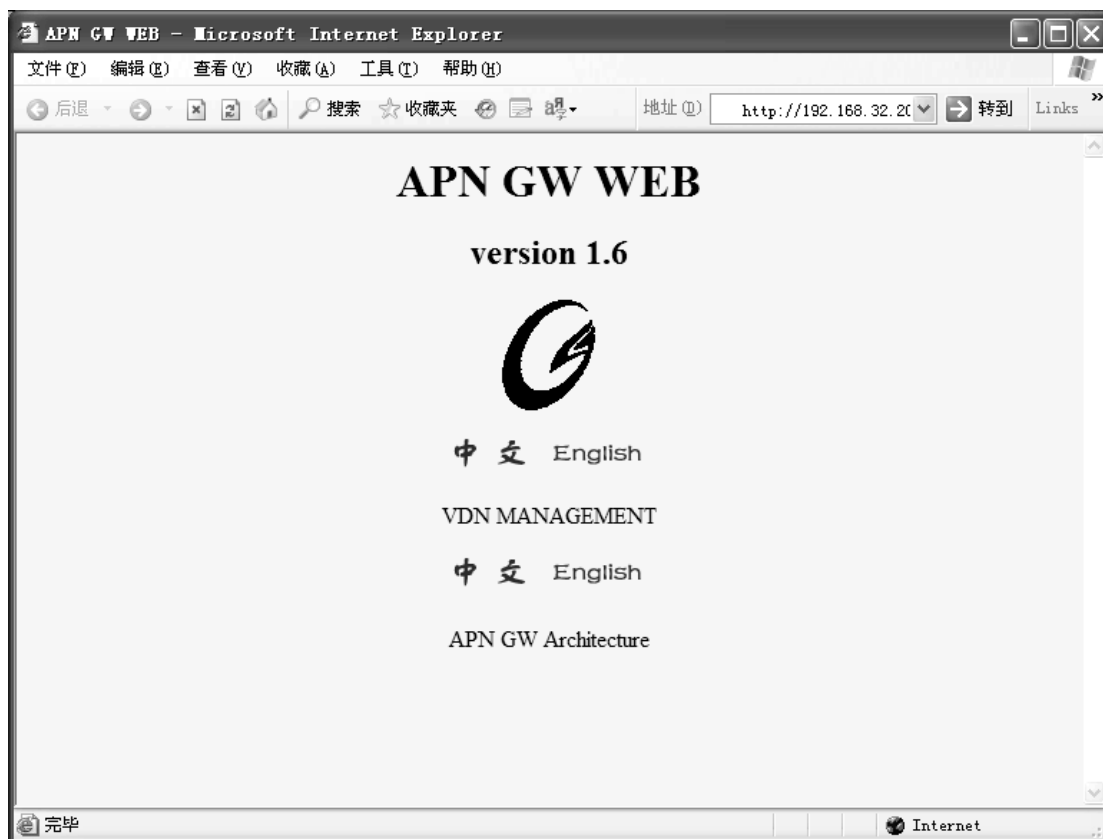 APN GW WEB - Microsoft Internet Explorer
文件(F) 编辑(E) 查看(V) 收藏(A) 工具(T) 帮助(H)
后退 搜索 收藏夹 地址(D) http://192.168.32.20 转到 Links »
APN GW WEB
version 1.6
中文 English
VDN MANAGEMENT
中文 English
APN GW Architecture
完毕 Internet